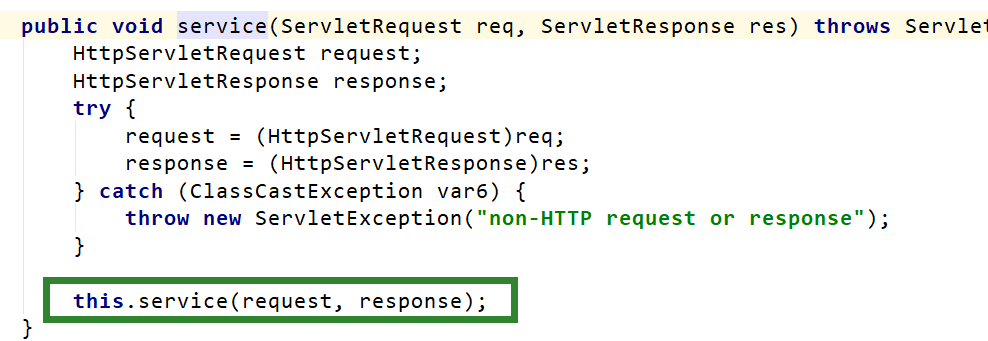 public void service(ServletRequest req, ServletResponse res) throws Servlet
HttpServletRequest request;
HttpServletResponse response;
try {
request = (HttpServletRequest)req;
response = (HttpServletResponse)res;
} catch (ClassCastException var6) {
throw new ServletException("non-HTTP request or response");
}
this.service(request, response);
}